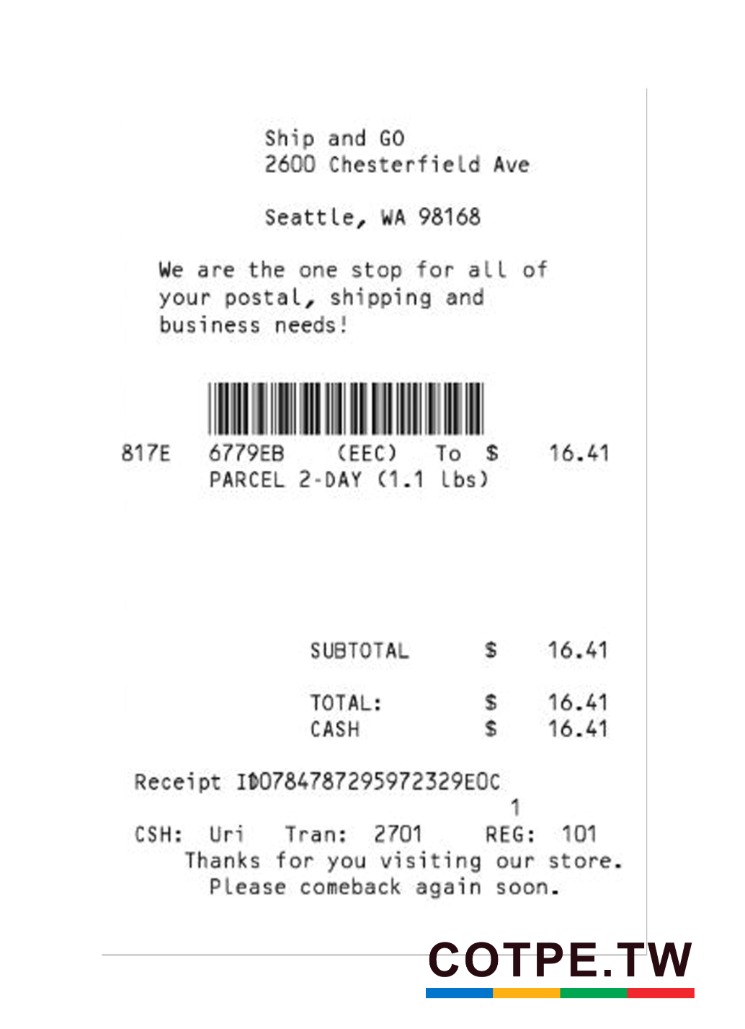 Ship and GO
2600 Chesterfield Ave
Seattle, WA 98168
We are the one stop for all of
your postal, shipping and
business needs!
817E 6779EB (EEC) To $ 16.41
PARCEL 2-DAY (1.1 lbs)
SUBTOTAL $ 16.41
TOTAL: $ 16.41
CASH $ 16.41
Receipt ID0784787295972329E0C
1
CSH: Uri Tran: 2701 REG: 101
Thanks for you visiting our store.
Please comeback again soon.
COTPE.TW